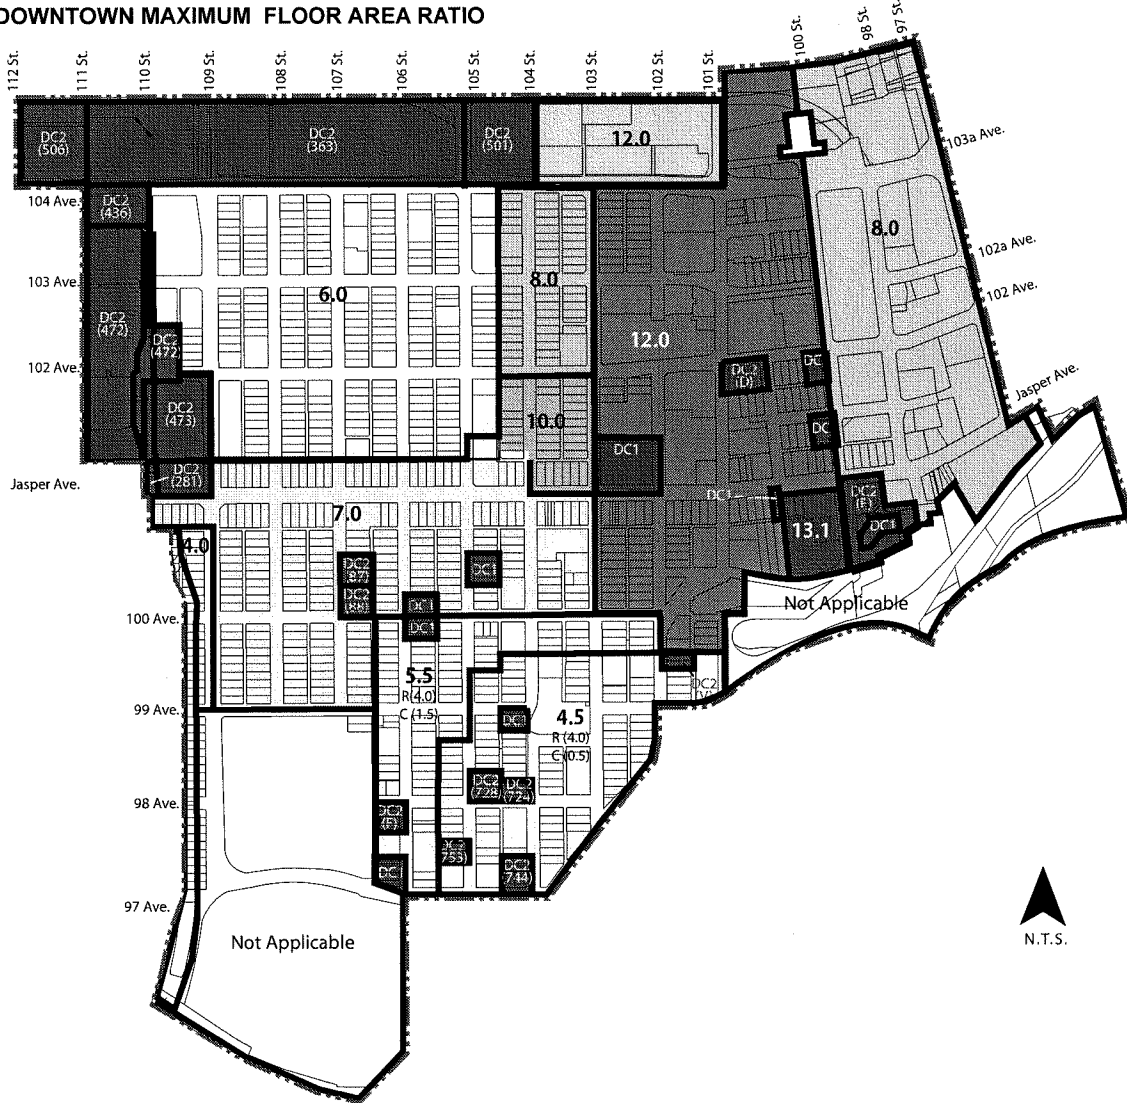 DOWNTOWN MAXIMUM FLOOR AREA RATIO
112 St.
111 St.
110 St.
109 St.
108 St.
107 St.
106 St.
105 St.
104 St.
103 St.
102 St.
101 St.
100 St.
98 St.
97 St.
DC2
(506)
DC2
(363)
DC2
(501)
12.0
103a Ave.
104 Ave.
DC2
(436)
8.0
102a Ave.
103 Ave.
6.0
8.0
102 Ave.
DC2
(472)
DC2
(472)
12.0
102 Ave.
DC2
(D)
DC
Jasper Ave.
DC2
(473)
10.0
DC
DC1
DC2
(281)
Jasper Ave.
DC1
DC2
(E)
7.0
13.1
DC1
4.0
DC2
(87)
DC1
DC2
(88)
DC1
Not Applicable
100 Ave.
DC1
5.5
R(4.0)
C (1.5)
DC2
(V)
99 Ave.
DC1
4.5
R (4.0)
C (0.5)
DC2
(728)
DC2
(724)
98 Ave.
DC2
(F)
DC2
(753)
DC1
DC2
(744)
97 Ave.
Not Applicable
N.T.S.